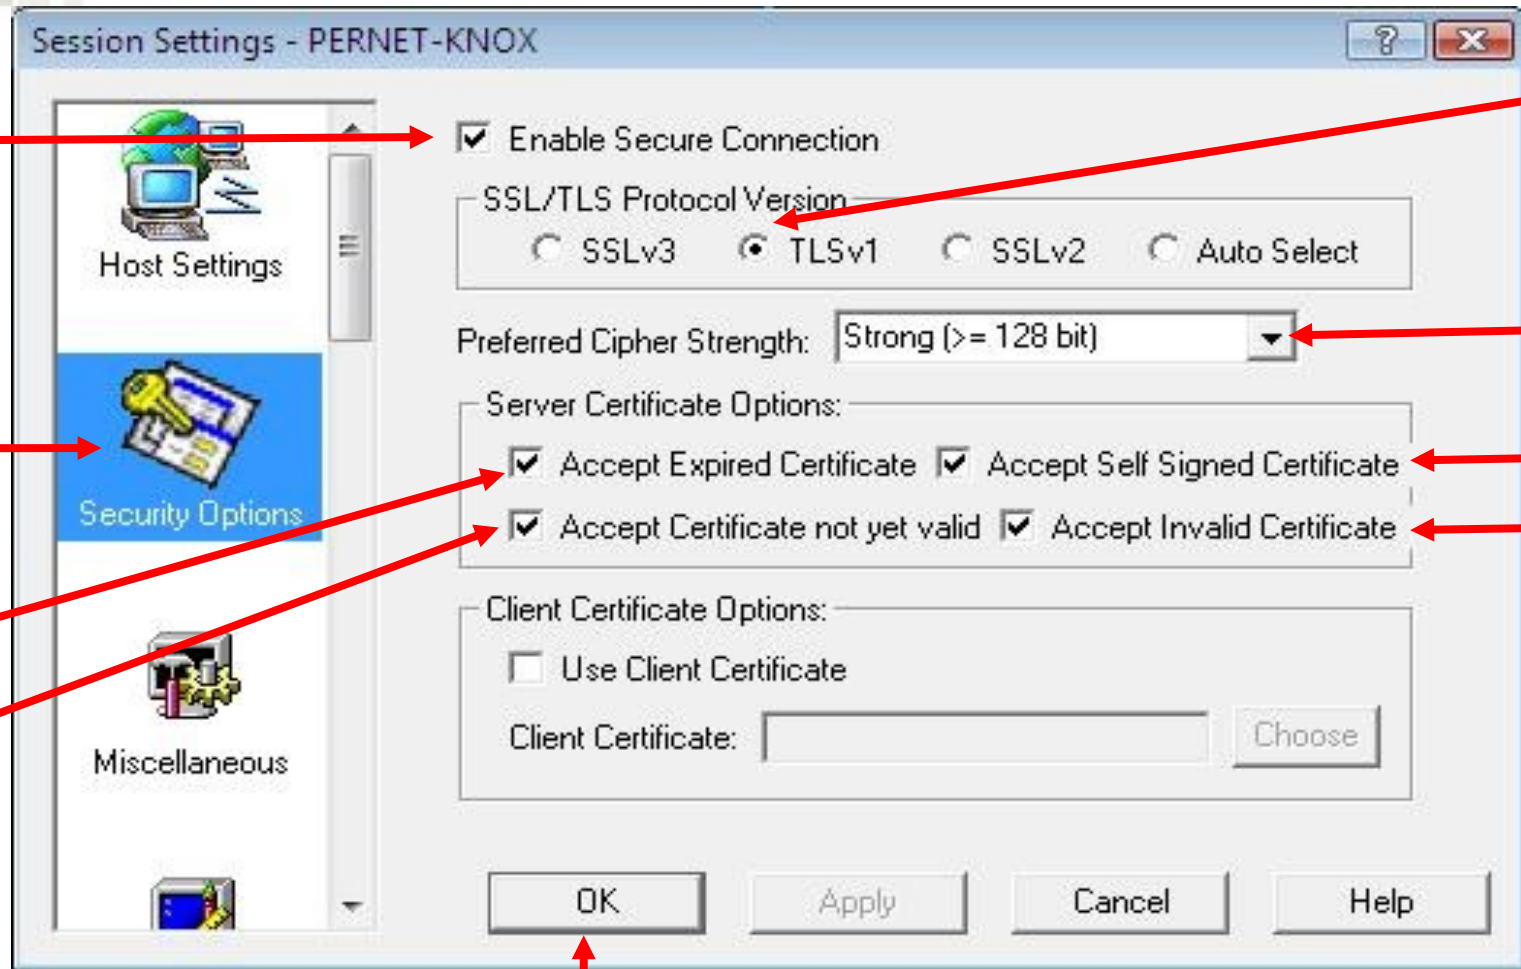 Session Settings - PERNET-KNOX
Host Settings
Security Options
Miscellaneous
Enable Secure Connection
SSL/TLS Protocol Version
SSLv3 TLSv1 SSLv2 Auto Select
Preferred Cipher Strength: Strong (>= 128 bit)
Server Certificate Options:
Accept Expired Certificate Accept Self Signed Certificate
Accept Certificate not yet valid Accept Invalid Certificate
Client Certificate Options:
Use Client Certificate
Client Certificate: Choose
OK Apply Cancel Help